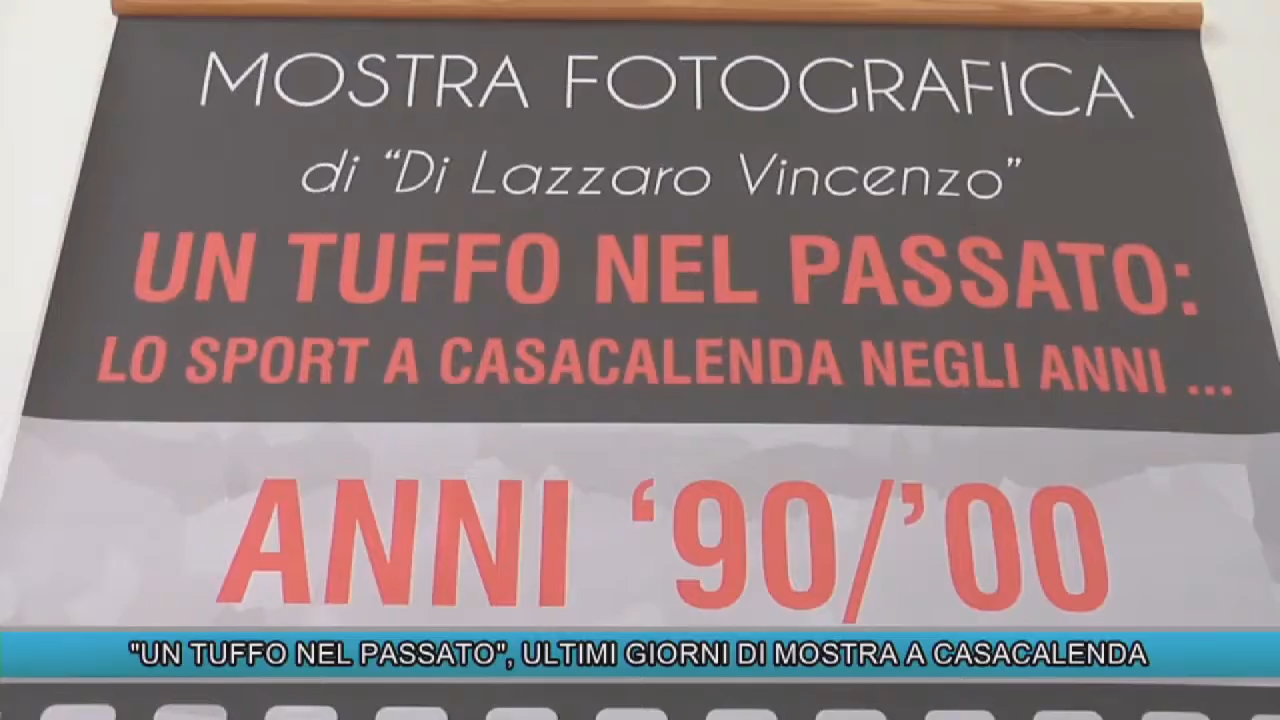 MOSTRA FOTOGRAFICA
di “Di Lazzaro Vincenzo”
UN TUFFO NEL PASSATO:
LO SPORT A CASACALENDA NEGLI ANNI ...
ANNI ‘90/’00
"UN TUFFO NEL PASSATO", ULTIMI GIORNI DI MOSTRA A CASACALENDA